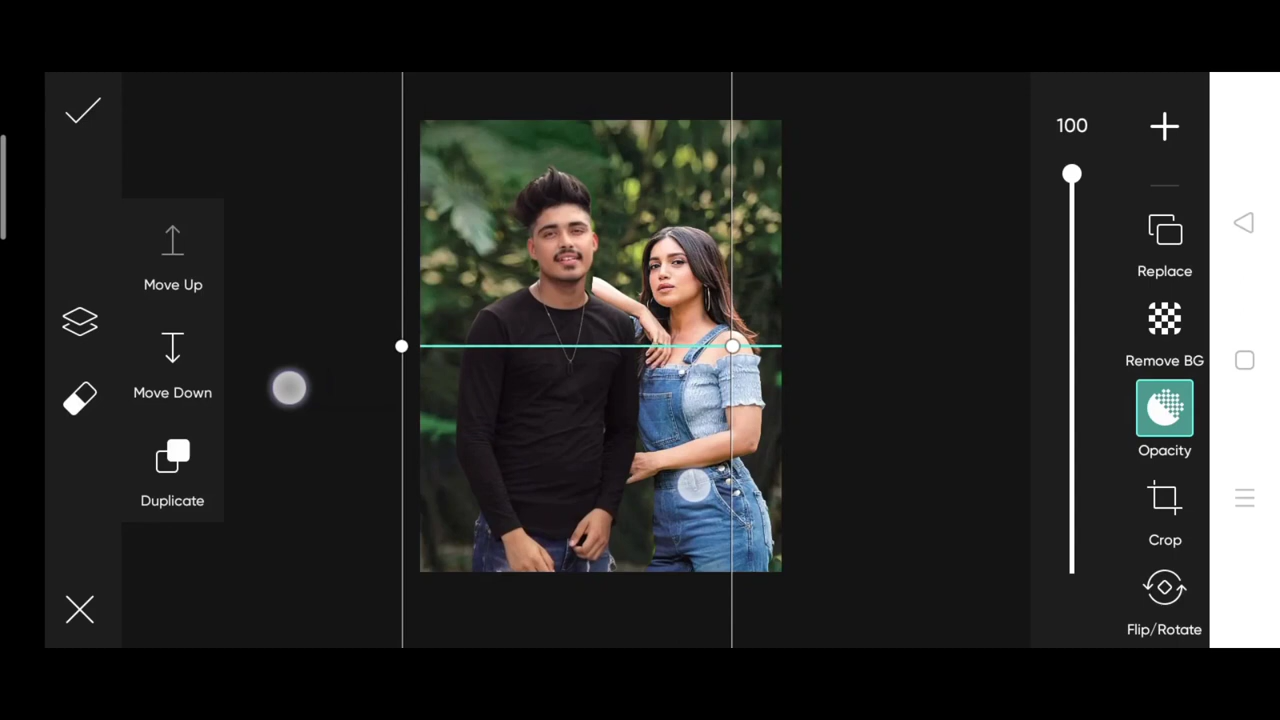 Move Up
Move Down
Duplicate
100
Replace
Remove BG
Opacity
Crop
Flip/Rotate